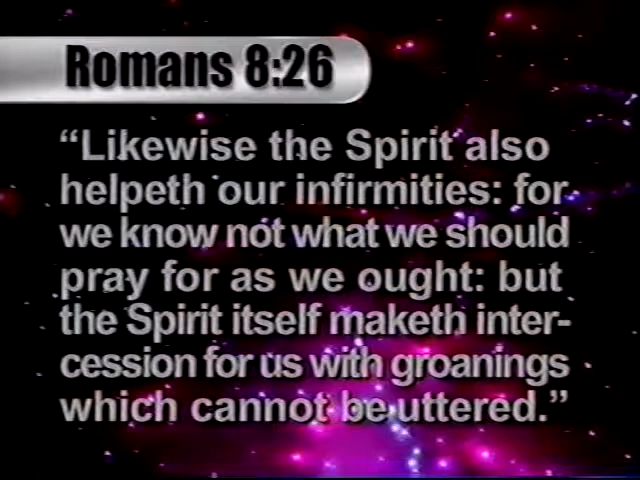 Romans 8:26
“Likewise the Spirit also
helpeth our infirmities: for
we know not what we should
pray for as we ought: but
the Spirit itself maketh inter-
cession for us with groanings
which cannot be uttered.”